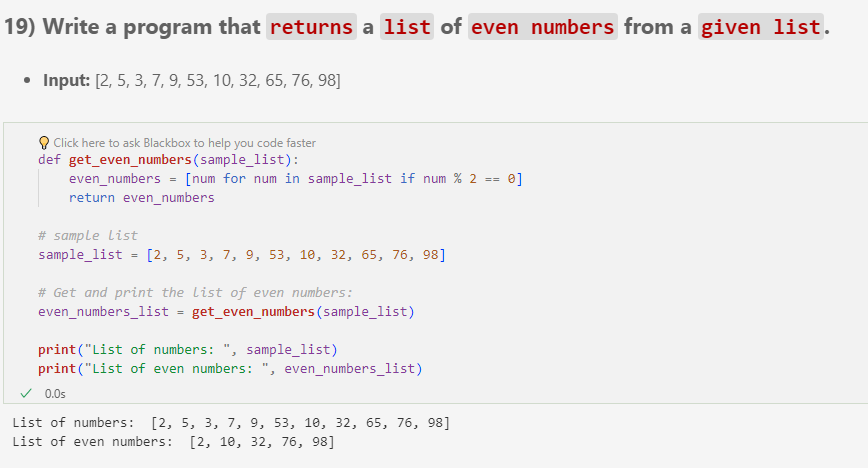 19) Write a program that returns a list of even numbers from a given list.
• Input: [2, 5, 3, 7, 9, 53, 10, 32, 65, 76, 98]
Click here to ask Blackbox to help you code faster
def get_even_numbers(sample_list):
    even_numbers = [num for num in sample_list if num % 2 == 0]
    return even_numbers
# sample list
sample_list = [2, 5, 3, 7, 9, 53, 10, 32, 65, 76, 98]
# Get and print the list of even numbers:
even_numbers_list = get_even_numbers(sample_list)
print("List of numbers: ", sample_list)
print("List of even numbers: ", even_numbers_list)
✓ 0.0s
List of numbers:  [2, 5, 3, 7, 9, 53, 10, 32, 65, 76, 98]
List of even numbers:  [2, 10, 32, 76, 98]